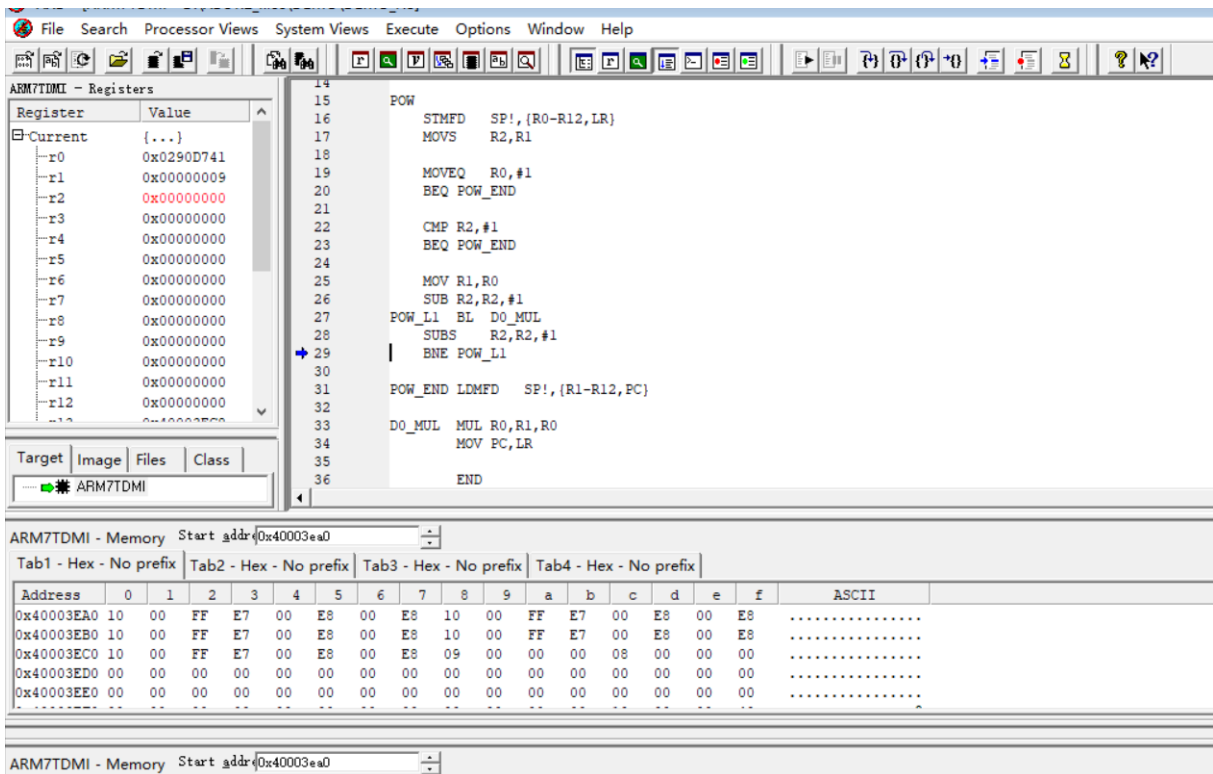 File Search Processor Views System Views Execute Options Window Help
ARM7TDMI - Registers
Register Value
Current {...}
r0 0x0290D741
r1 0x00000009
r2 0x00000000
r3 0x00000000
r4 0x00000000
r5 0x00000000
r6 0x00000000
r7 0x00000000
r8 0x00000000
r9 0x00000000
r10 0x00000000
r11 0x00000000
r12 0x00000000
Target Image Files Class
ARM7TDMI
14
15 POW
16 STMFD SP!,{R0-R12,LR}
17 MOVS R2,R1
18
19 MOVEQ R0,#1
20 BEQ POW_END
21
22 CMP R2,#1
23 BEQ POW_END
24
25 MOV R1,R0
26 SUB R2,R2,#1
27 POW_L1 BL DO_MUL
28 SUBS R2,R2,#1
29 BNE POW_L1
30
31 POW_END LDMFD SP!,{R1-R12,PC}
32
33 DO_MUL MUL R0,R1,R0
34 MOV PC,LR
35
36 END
ARM7TDMI - Memory Start addr 0x40003ea0
Tab1 - Hex - No prefix Tab2 - Hex - No prefix Tab3 - Hex - No prefix Tab4 - Hex - No prefix
Address 0 1 2 3 4 5 6 7 8 9 a b c d e f ASCII
0x40003EA0 10 00 FF E7 00 E8 00 E8 10 00 FF E7 00 E8 00 E8 ................
0x40003EB0 10 00 FF E7 00 E8 00 E8 10 00 FF E7 00 E8 00 E8 ................
0x40003EC0 10 00 FF E7 00 E8 00 E8 09 00 00 00 08 00 00 00 ................
0x40003ED0 00 00 00 00 00 00 00 00 00 00 00 00 00 00 00 00 ................
0x40003EE0 00 00 00 00 00 00 00 00 00 00 00 00 00 00 00 00 ................
ARM7TDMI - Memory Start addr 0x40003ea0